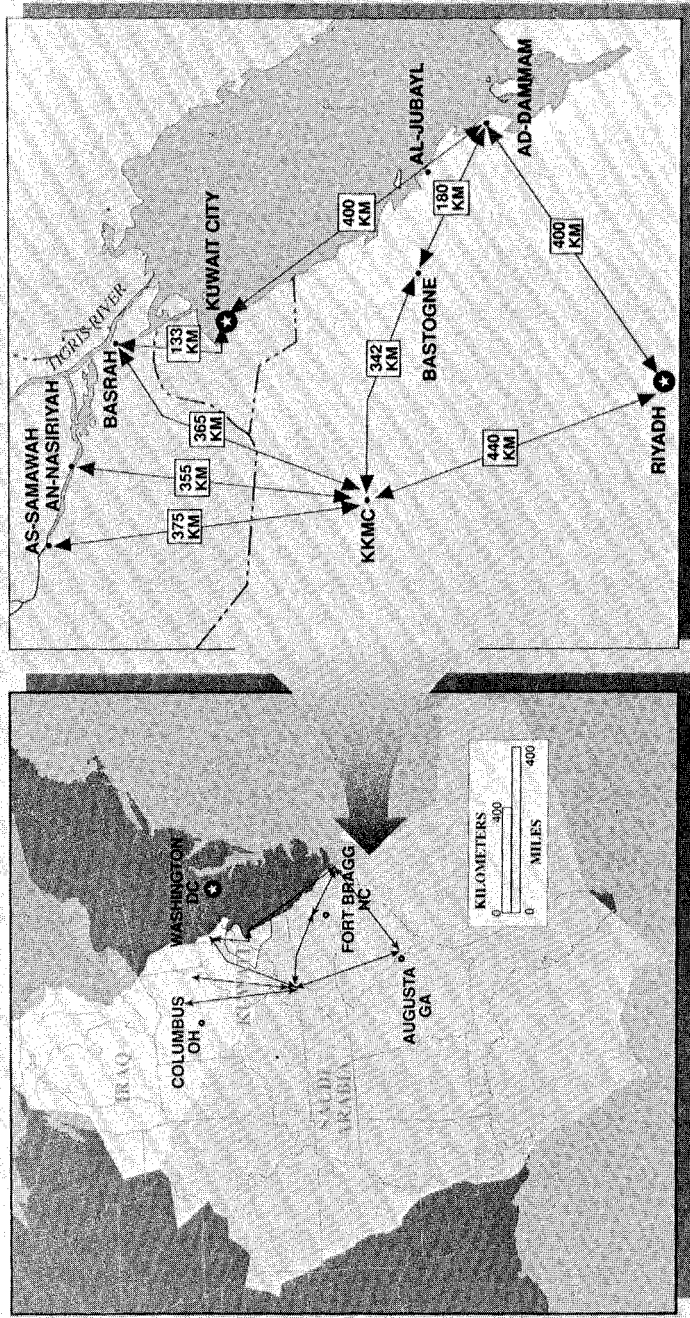 COLUMBUS
OH
WASHINGTON
DC
IRAQ
KUWAIT
FORT BRAGG
NC
SAUDI
ARABIA
AUGUSTA
GA
KILOMETERS
0
400
0
400
MILES
AS-SAMAWAH
AN-NASIRIYAH
TIGRIS RIVER
BASRAH
KUWAIT CITY
375
KM
355
KM
365
KM
133
KM
400
KM
AL-JUBAYL
KKMC
342
KM
BASTOGNE
180
KM
AD-DAMMAM
440
KM
400
KM
RIYADH